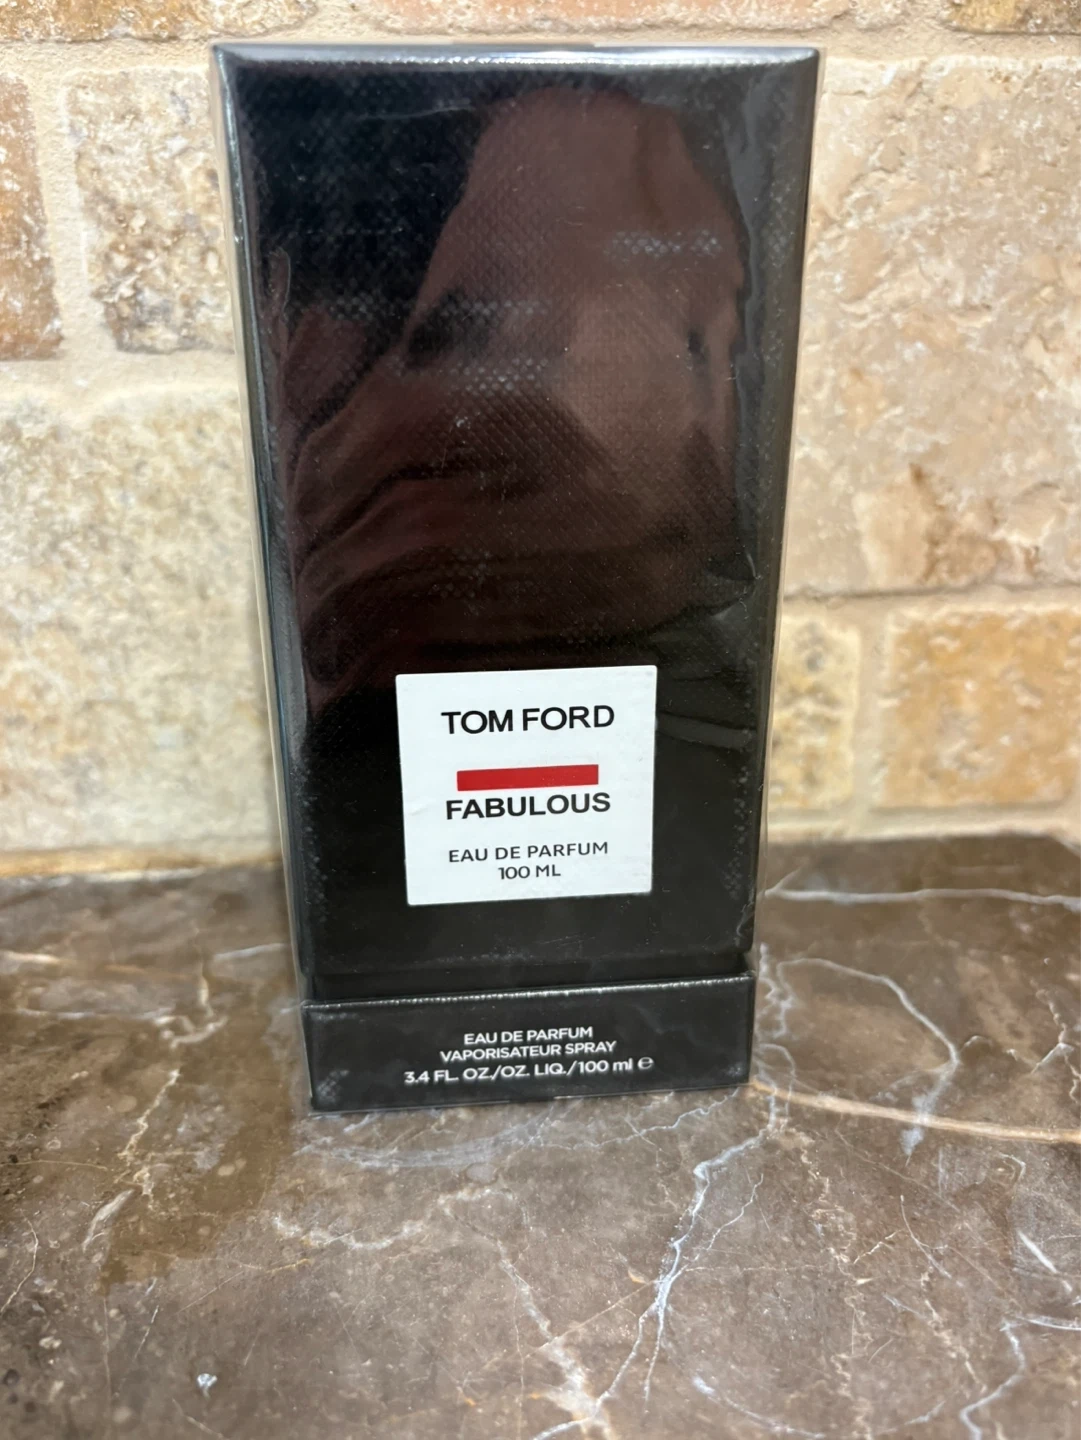 TOM FORD
FABULOUS
EAU DE PARFUM
100 ML
EAU DE PARFUM
VAPORISATEUR SPRAY
3.4 FL. OZ./OZ. LIQ./100 ml ℮